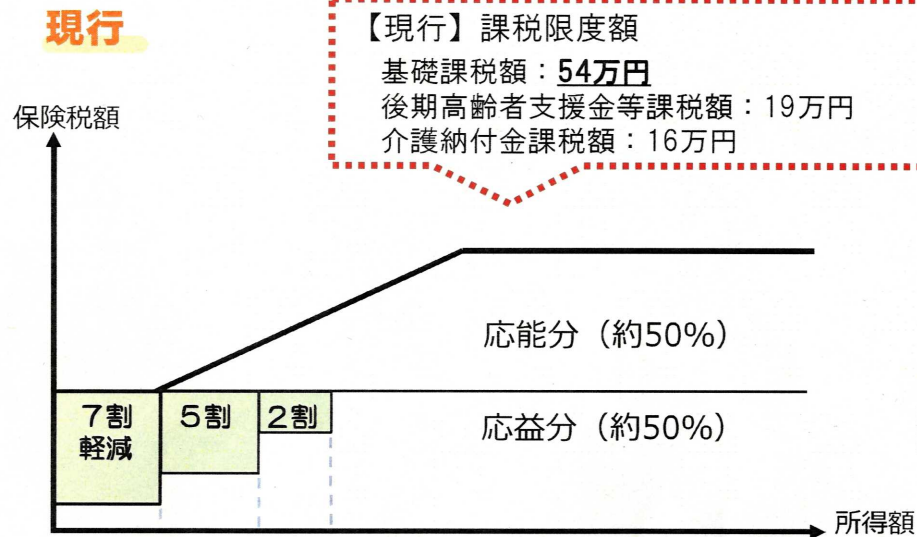 現行
【現行】課税限度額
基礎課税額：54万円
後期高齢者支援金等課税額：19万円
介護納付金課税額：16万円
保険税額
応能分（約50%）
7割
軽減
5割
2割
応益分（約50%）
所得額